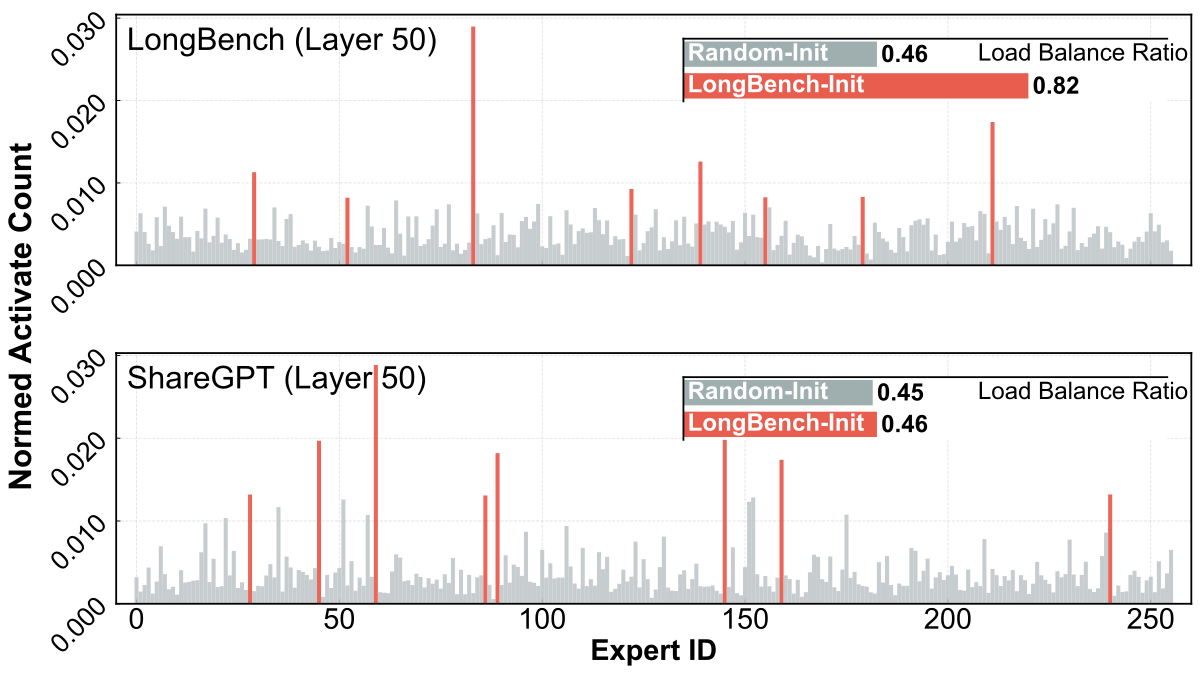 Normed Activate Count
0.030
0.020
0.010
0.000
LongBench (Layer 50)
Random-Init 0.46 Load Balance Ratio
LongBench-Init 0.82
0.030
0.020
0.010
0.000
ShareGPT (Layer 50)
Random-Init 0.45 Load Balance Ratio
LongBench-Init 0.46
0 50 100 150 200 250
Expert ID